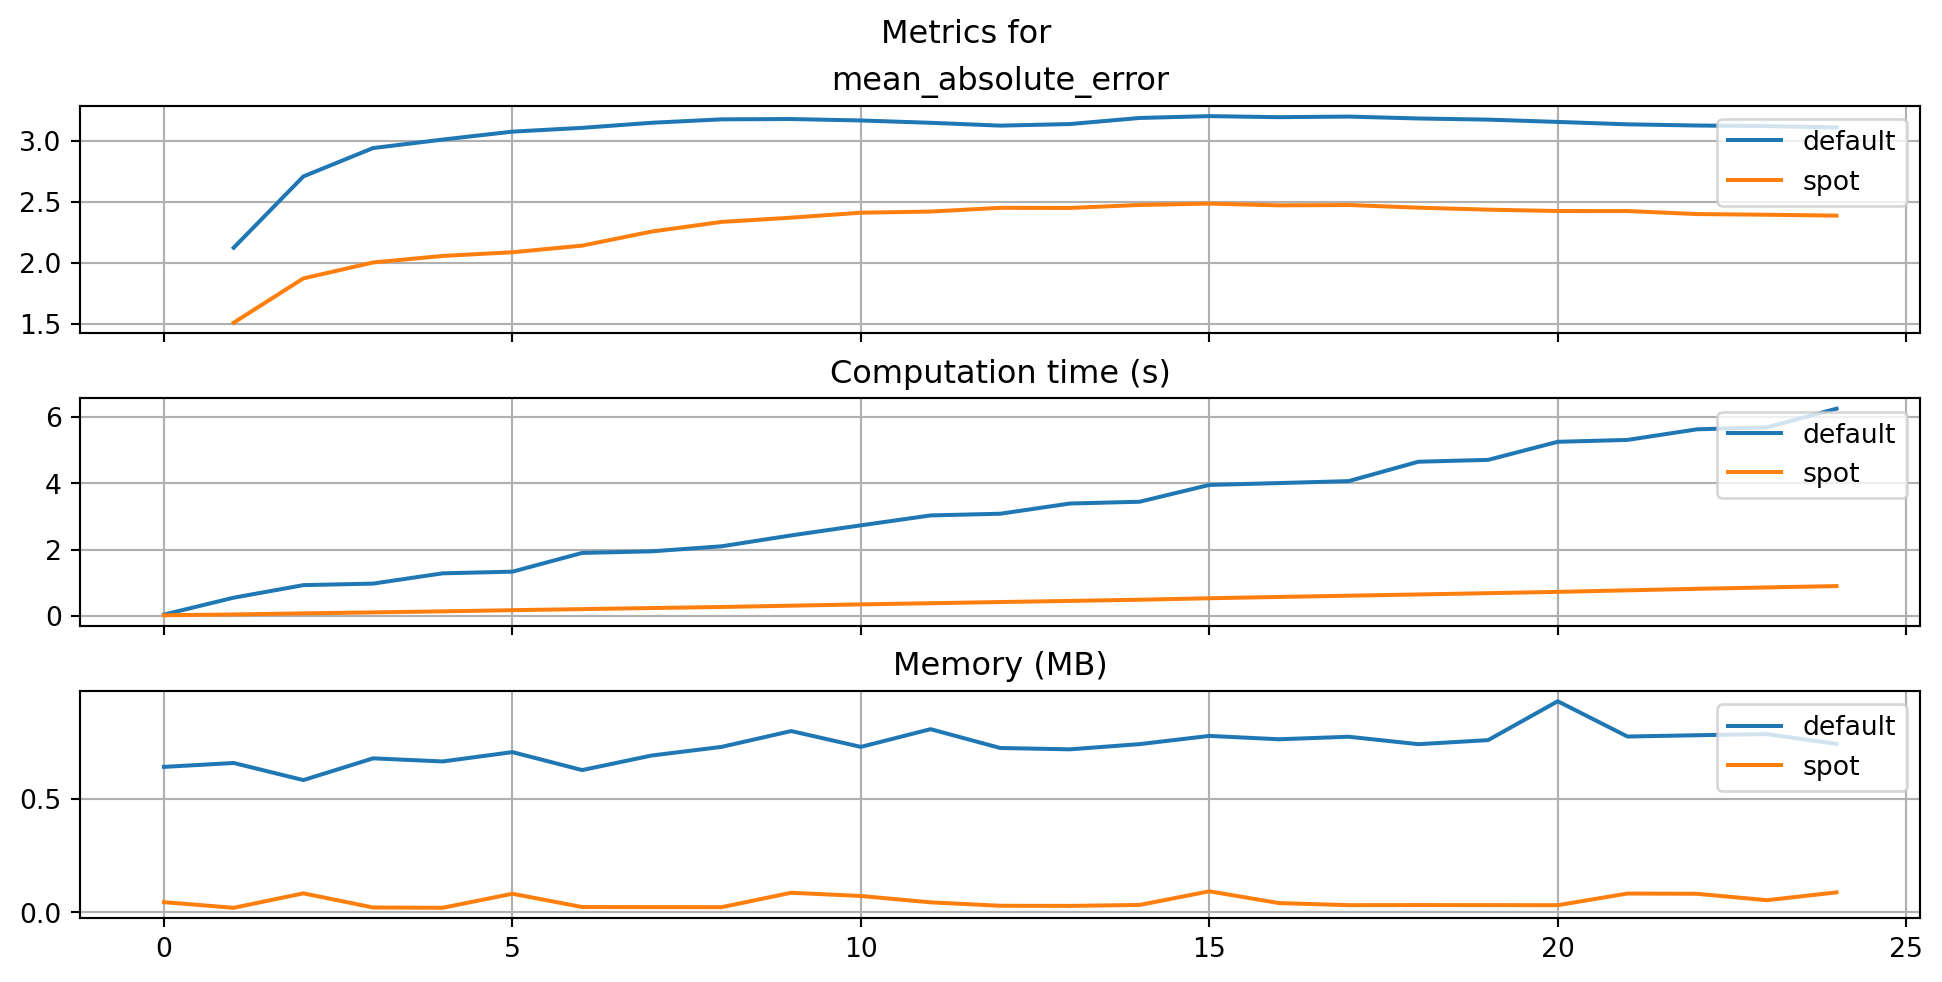 Metrics for
mean_absolute_error
3.0
2.5
2.0
1.5
default
spot
Computation time (s)
6
4
2
0
default
spot
Memory (MB)
0.5
0.0
default
spot
0 5 10 15 20 25